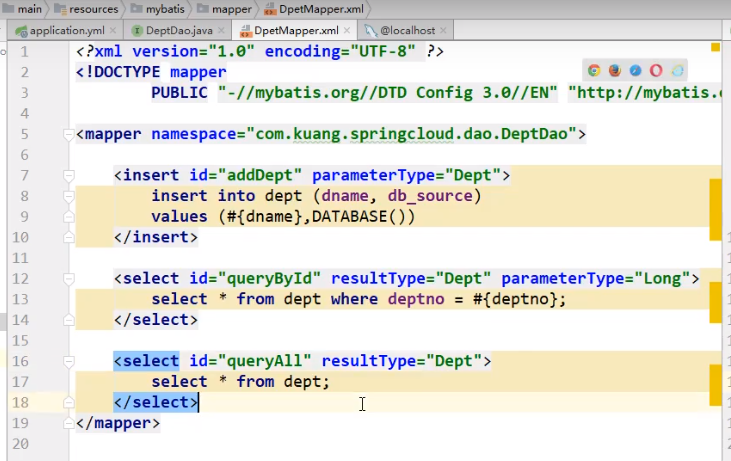 main resources mybatis mapper DpetMapper.xml
application.yml DeptDao.java DpetMapper.xml @localhost
1 <?xml version="1.0" encoding="UTF-8" ?>
2 <!DOCTYPE mapper
3 PUBLIC "-//mybatis.org//DTD Config 3.0//EN" "http://mybatis.
4
5 <mapper namespace="com.kuang.springcloud.dao.DeptDao">
6
7 <insert id="addDept" parameterType="Dept">
8 insert into dept (dname, db_source)
9 values (#{dname},DATABASE())
10 </insert>
11
12 <select id="queryById" resultType="Dept" parameterType="Long">
13 select * from dept where deptno = #{deptno};
14 </select>
15
16 <select id="queryAll" resultType="Dept">
17 select * from dept;
18 </select>
19 </mapper>
20